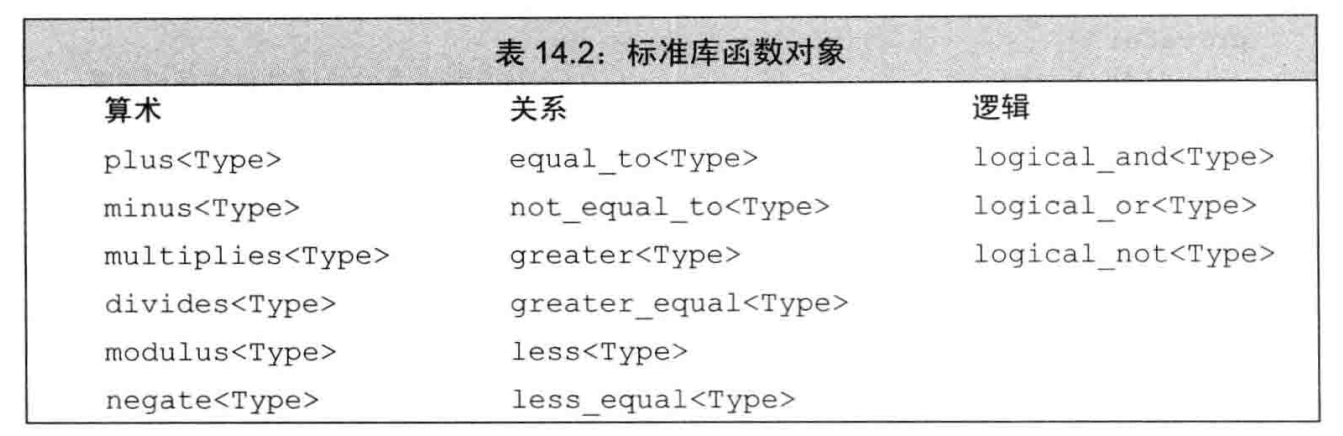 表 14.2：标准库函数对象
算术 关系 逻辑
plus<Type> equal_to<Type> logical_and<Type>
minus<Type> not_equal_to<Type> logical_or<Type>
multiplies<Type> greater<Type> logical_not<Type>
divides<Type> greater_equal<Type>
modulus<Type> less<Type>
negate<Type> less_equal<Type>